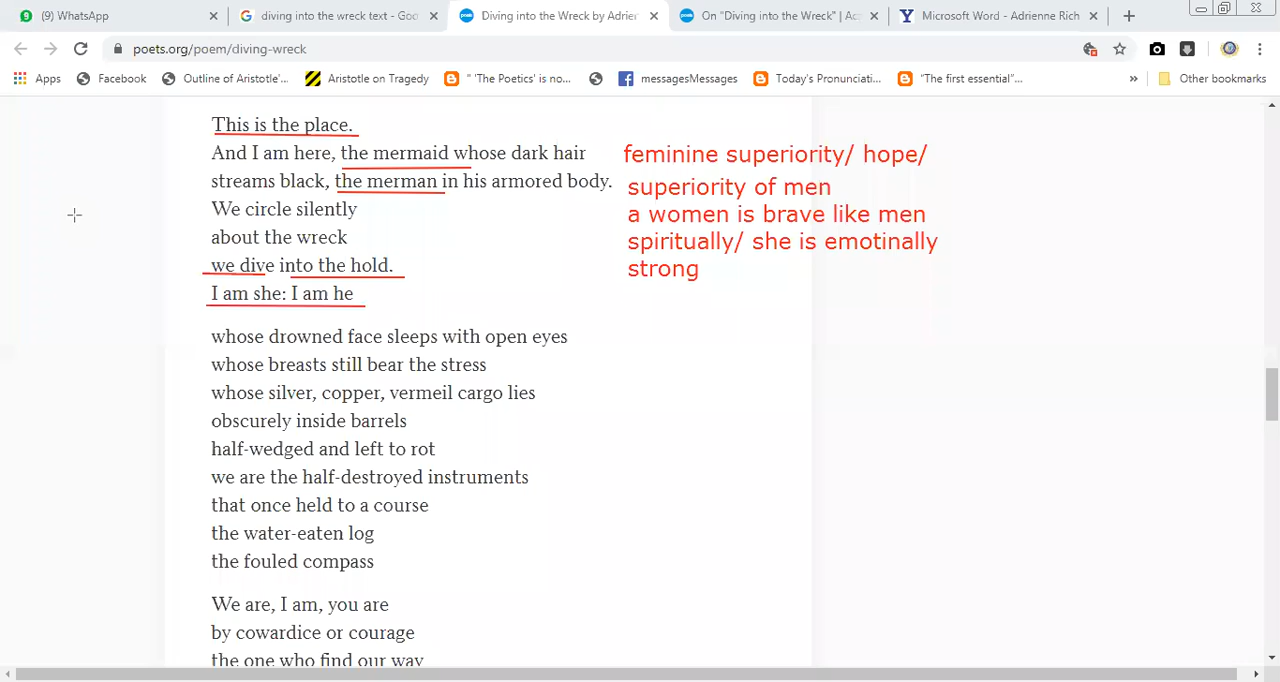 (9) WhatsApp
diving into the wreck text - Goo
Diving into the Wreck by Adrien
On "Diving into the Wreck" | Ac
Microsoft Word - Adrienne Rich
poets.org/poem/diving-wreck
Apps
Facebook
Outline of Aristotle'...
Aristotle on Tragedy
" 'The Poetics' is no...
messagesMessages
Today's Pronunciati...
"The first essential"...
»
Other bookmarks
This is the place.
And I am here, the mermaid whose dark hair
streams black, the merman in his armored body.
We circle silently
about the wreck
we dive into the hold.
I am she: I am he
feminine superiority/ hope/
superiority of men
a women is brave like men
spiritually/ she is emotinally
strong
whose drowned face sleeps with open eyes
whose breasts still bear the stress
whose silver, copper, vermeil cargo lies
obscurely inside barrels
half-wedged and left to rot
we are the half-destroyed instruments
that once held to a course
the water-eaten log
the fouled compass
We are, I am, you are
by cowardice or courage
the one who find our way